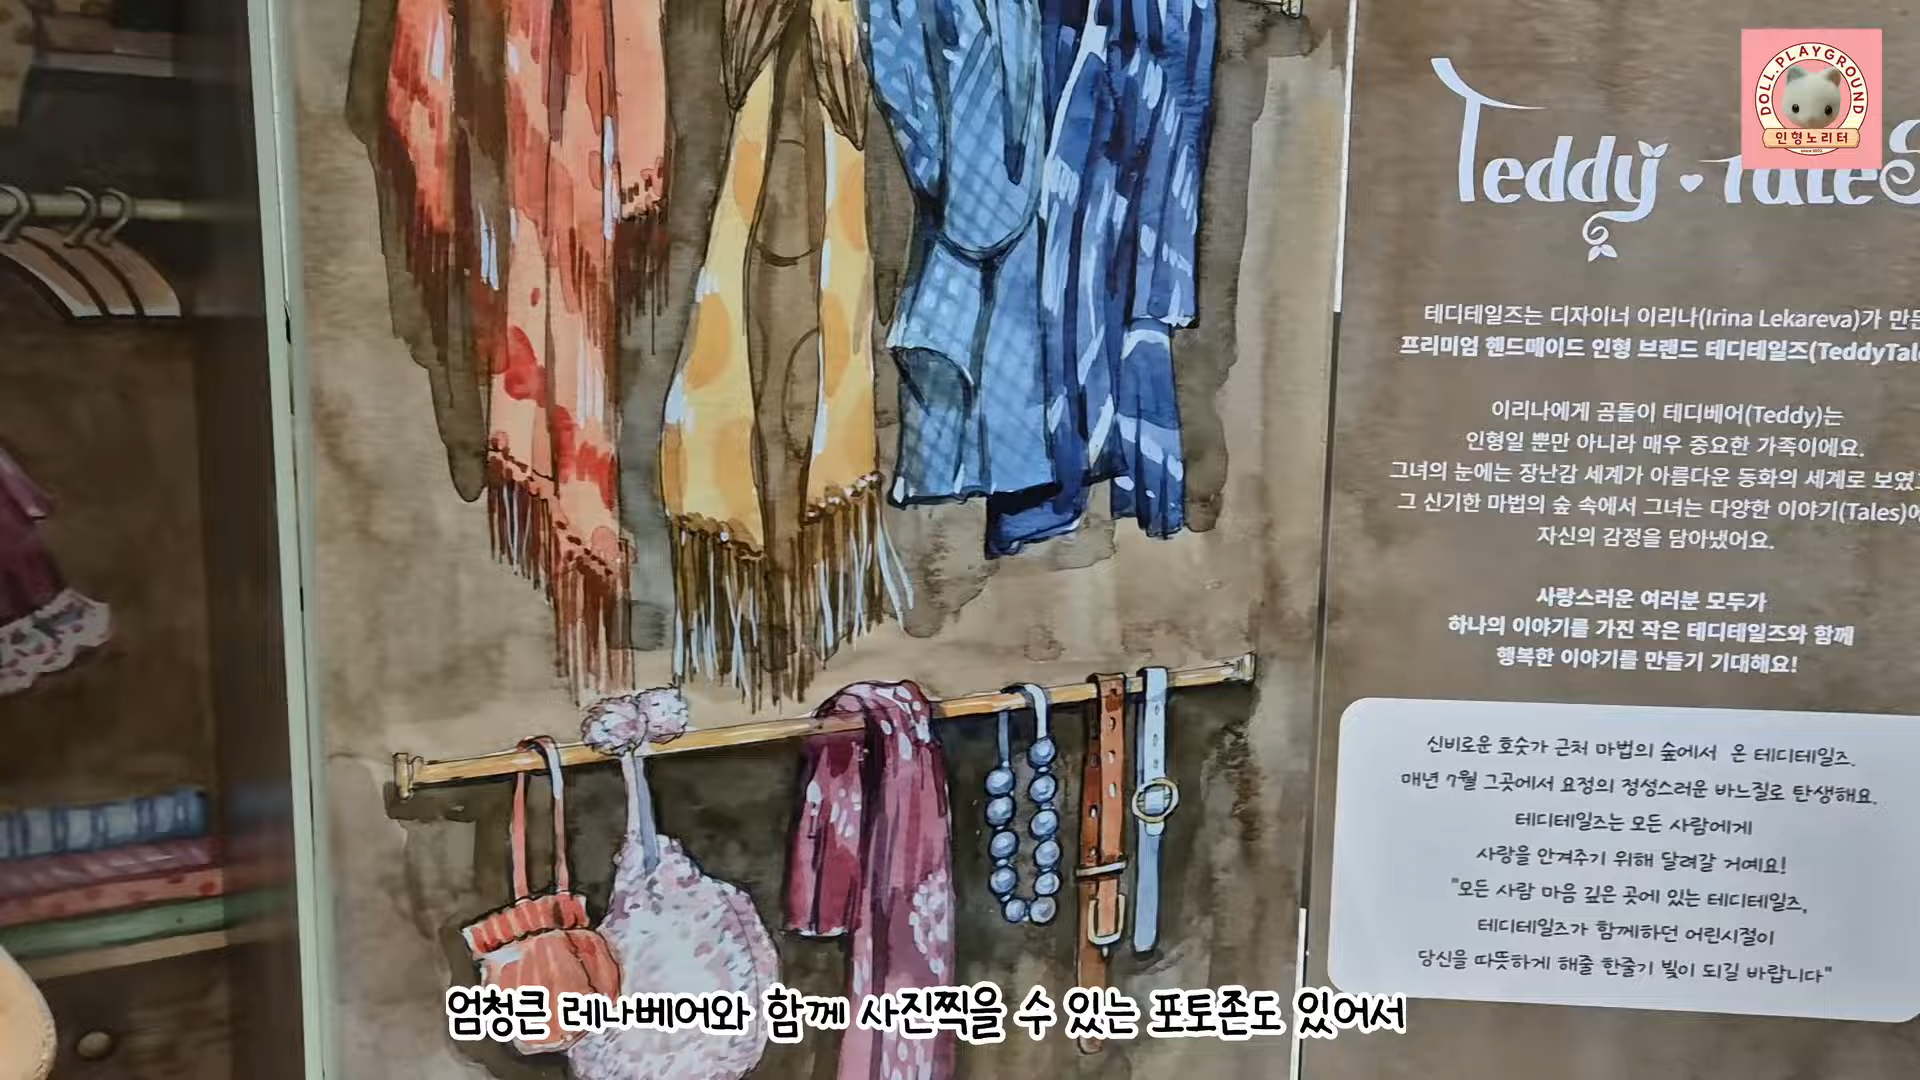 DOLL.PLAYGROUND
인형노리터
Teddy Tales
테디테일즈는 디자이너 이리나(Irina Lekareva)가
프리미엄 핸드메이드 인형 브랜드
이리나에게 곰돌이 테디베어(Teddy)는
인형일 뿐만 아니라 매우 중요한 가족이에요.
그녀의 눈에는 장난감 세계가 아름다운 동화의 세계로
그 신기한 마법의 숲 속에서 그녀는 다양한
자신의 감정을 담아냈어요.
사랑스러운 여러분 모두가
하나의 이야기를 가진 작은 테디테일즈와 함께
행복한 이야기를 만들기 기대해요!
신비로운 호숫가 근처 마법의 숲에서 온 테디테일즈.
매년 7월 그곳에서 요정의 정성스러운 바느질로 탄생해요.
테디테일즈는 모든 사람에게
사랑을 안겨주기 위해 달려갈 거예요!
"모든 사람 마음 깊은 곳에 있는 테디테일즈,
테디테일즈가 함께하던 어린시절이
당신을 따뜻하게 해줄 한줄기 빛이 되길 바랍니다"
엄청큰 레나베어와 함께 사진찍을 수 있는 포토존도 있어서